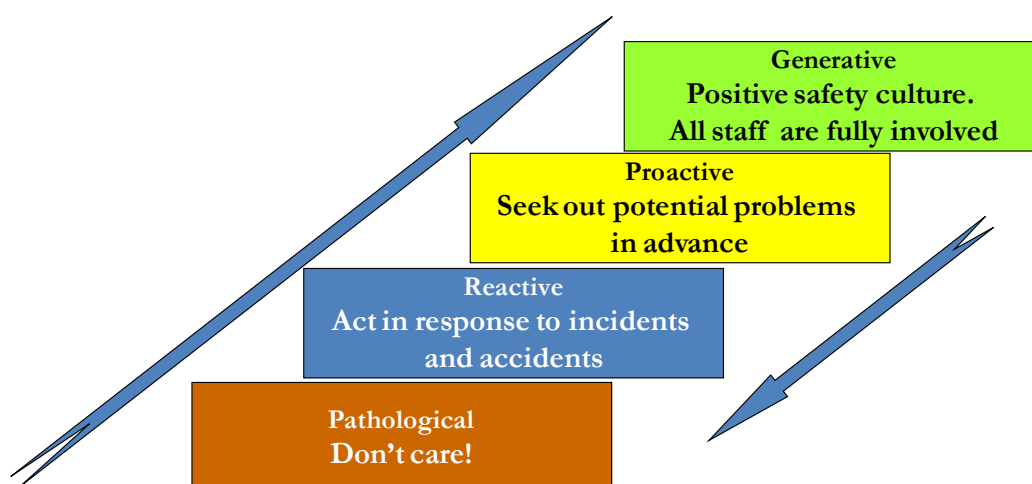 Generative
Positive safety culture.
All staff are fully involved
Proactive
Seek out potential problems
in advance
Reactive
Act in response to incidents
and accidents
Pathological
Don't care!